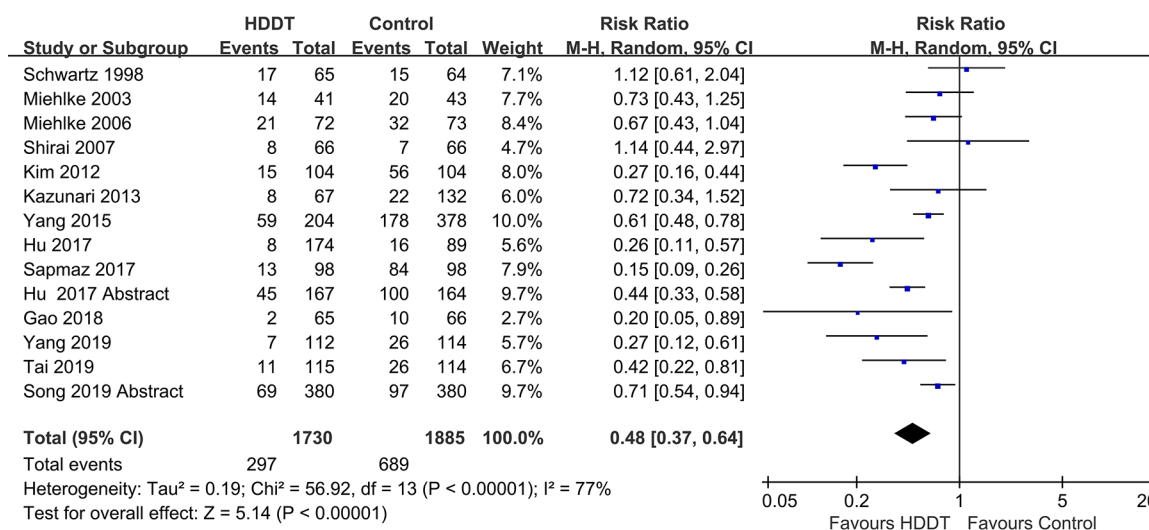 HDDT Control Risk Ratio Risk Ratio
Study or Subgroup Events Total Events Total Weight M-H, Random, 95% CI M-H, Random, 95% CI
Schwartz 1998 17 65 15 64 7.1% 1.12 [0.61, 2.04]
Miehlke 2003 14 41 20 43 7.7% 0.73 [0.43, 1.25]
Miehlke 2006 21 72 32 73 8.4% 0.67 [0.43, 1.04]
Shirai 2007 8 66 7 66 4.7% 1.14 [0.44, 2.97]
Kim 2012 15 104 56 104 8.0% 0.27 [0.16, 0.44]
Kazunari 2013 8 67 22 132 6.0% 0.72 [0.34, 1.52]
Yang 2015 59 204 178 378 10.0% 0.61 [0.48, 0.78]
Hu 2017 8 174 16 89 5.6% 0.26 [0.11, 0.57]
Sapmaz 2017 13 98 84 98 7.9% 0.15 [0.09, 0.26]
Hu 2017 Abstract 45 167 100 164 9.7% 0.44 [0.33, 0.58]
Gao 2018 2 65 10 66 2.7% 0.20 [0.05, 0.89]
Yang 2019 7 112 26 114 5.7% 0.27 [0.12, 0.61]
Tai 2019 11 115 26 114 6.7% 0.42 [0.22, 0.81]
Song 2019 Abstract 69 380 97 380 9.7% 0.71 [0.54, 0.94]
Total (95% CI) 1730 1885 100.0% 0.48 [0.37, 0.64]
Total events 297 689
Heterogeneity: Tau² = 0.19; Chi² = 56.92, df = 13 (P < 0.00001); I² = 77%
Test for overall effect: Z = 5.14 (P < 0.00001)
0.05 0.2 1 5 20
Favours HDDT Favours Control